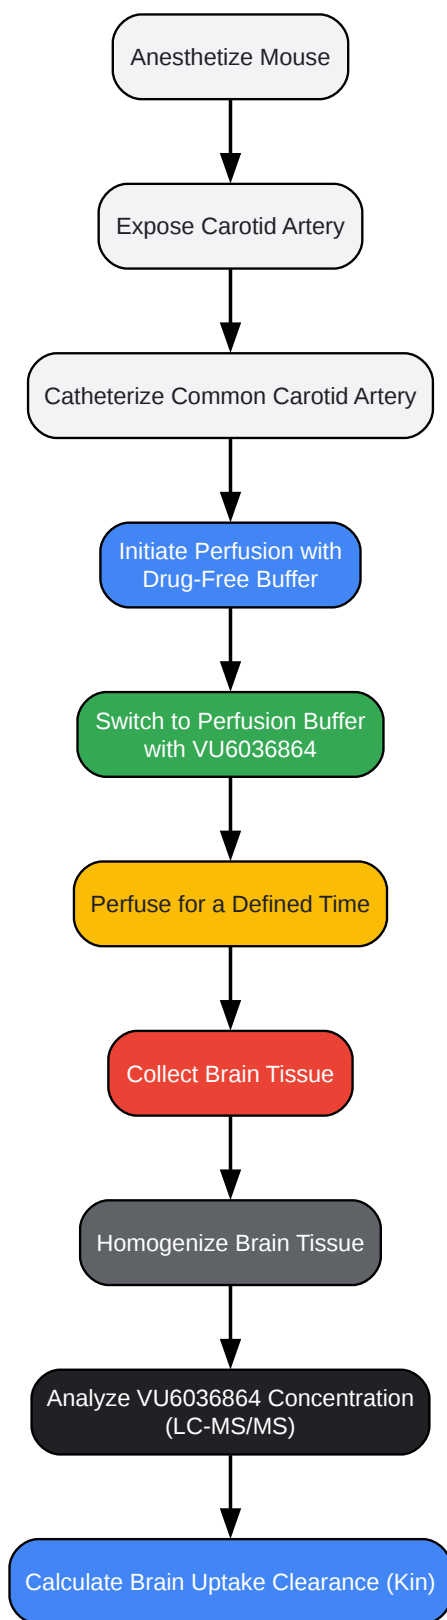 Anesthetize Mouse
Expose Carotid Artery
Catheterize Common Carotid Artery
Initiate Perfusion with
Drug-Free Buffer
Switch to Perfusion Buffer
with VU6036864
Perfuse for a Defined Time
Collect Brain Tissue
Homogenize Brain Tissue
Analyze VU6036864 Concentration
(LC-MS/MS)
Calculate Brain Uptake Clearance (Kin)